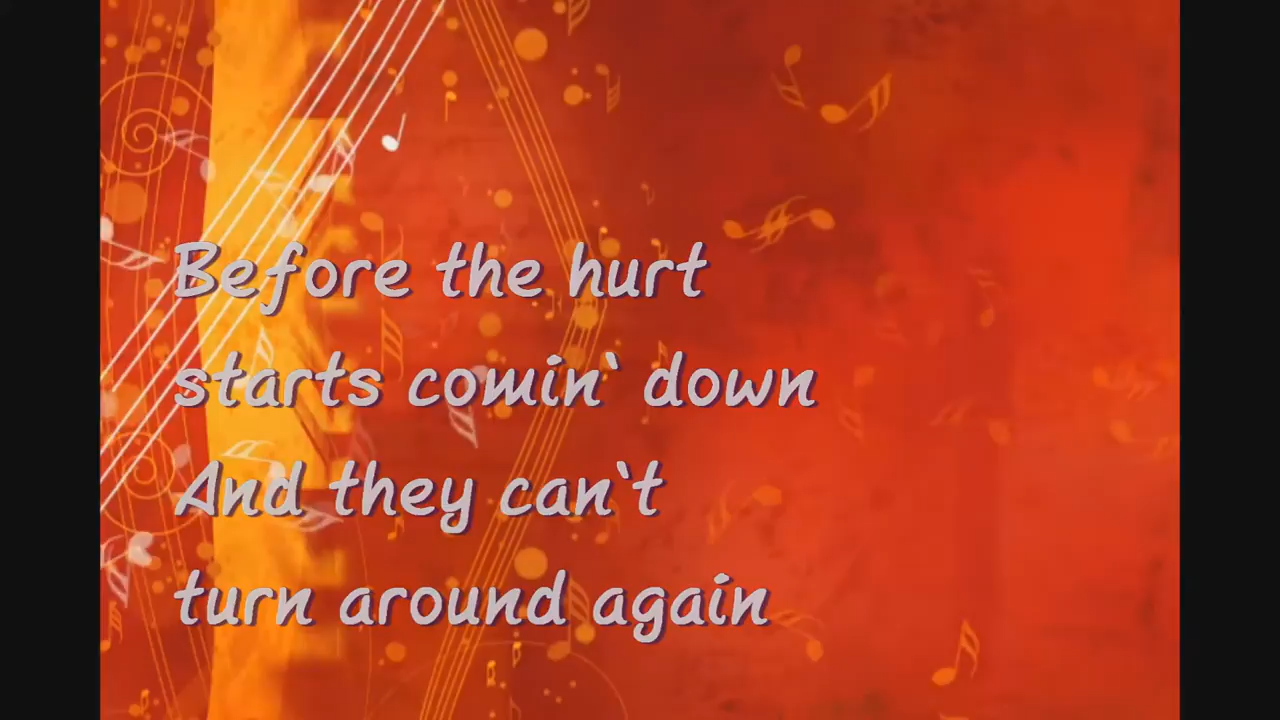 Before the hurt
starts comin` down
And they can`t
turn around again